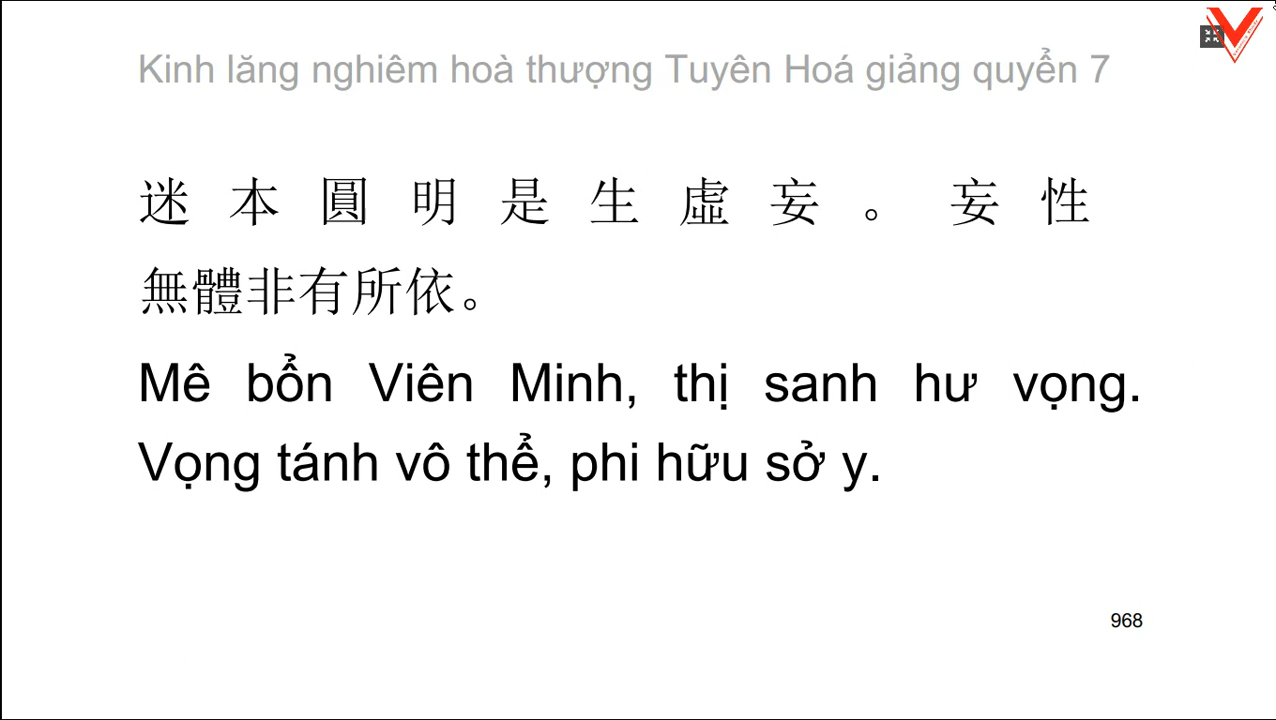 Kinh lăng nghiêm hoà thượng Tuyên Hoá giảng quyển 7
迷本圓明是生虛妄。妄性
無體非有所依。
Mê bổn Viên Minh, thị sanh hư vọng.
Vọng tánh vô thể, phi hữu sở y.
968